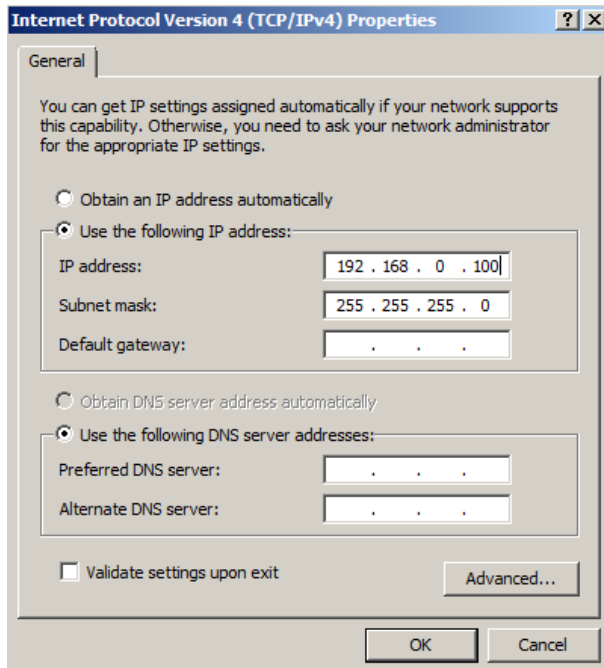 Internet Protocol Version 4 (TCP/IPv4) Properties
General
You can get IP settings assigned automatically if your network supports
this capability. Otherwise, you need to ask your network administrator
for the appropriate IP settings.
Obtain an IP address automatically
Use the following IP address:
IP address: 192 . 168 . 0 . 100
Subnet mask: 255 . 255 . 255 . 0
Default gateway: . . .
Obtain DNS server address automatically
Use the following DNS server addresses:
Preferred DNS server: . . .
Alternate DNS server: . . .
Validate settings upon exit
Advanced...
OK Cancel